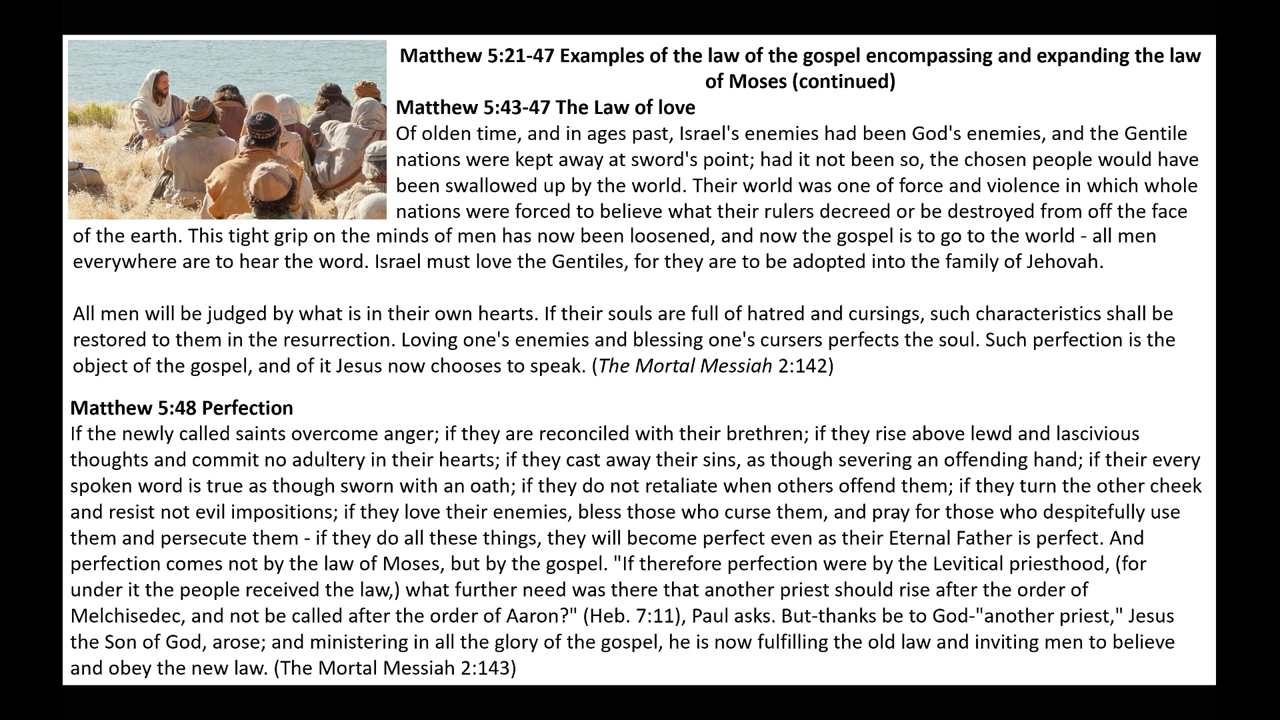 Matthew 5:21-47 Examples of the law of the gospel encompassing and expanding the law
of Moses (continued)
Matthew 5:43-47 The Law of love
Of olden time, and in ages past, Israel's enemies had been God's enemies, and the Gentile
nations were kept away at sword's point; had it not been so, the chosen people would have
been swallowed up by the world. Their world was one of force and violence in which whole
nations were forced to believe what their rulers decreed or be destroyed from off the face
of the earth. This tight grip on the minds of men has now been loosened, and now the gospel is to go to the world - all men
everywhere are to hear the word. Israel must love the Gentiles, for they are to be adopted into the family of Jehovah.
All men will be judged by what is in their own hearts. If their souls are full of hatred and cursings, such characteristics shall be
restored to them in the resurrection. Loving one's enemies and blessing one's cursers perfects the soul. Such perfection is the
object of the gospel, and of it Jesus now chooses to speak. (The Mortal Messiah 2:142)
Matthew 5:48 Perfection
If the newly called saints overcome anger; if they are reconciled with their brethren; if they rise above lewd and lascivious
thoughts and commit no adultery in their hearts; if they cast away their sins, as though severing an offending hand; if their every
spoken word is true as though sworn with an oath; if they do not retaliate when others offend them; if they turn the other cheek
and resist not evil impositions; if they love their enemies, bless those who curse them, and pray for those who despitefully use
them and persecute them - if they do all these things, they will become perfect even as their Eternal Father is perfect. And
perfection comes not by the law of Moses, but by the gospel. "If therefore perfection were by the Levitical priesthood, (for
under it the people received the law,) what further need was there that another priest should rise after the order of
Melchisedec, and not be called after the order of Aaron?" (Heb. 7:11), Paul asks. But-thanks be to God-"another priest," Jesus
the Son of God, arose; and ministering in all the glory of the gospel, he is now fulfilling the old law and inviting men to believe
and obey the new law. (The Mortal Messiah 2:143)